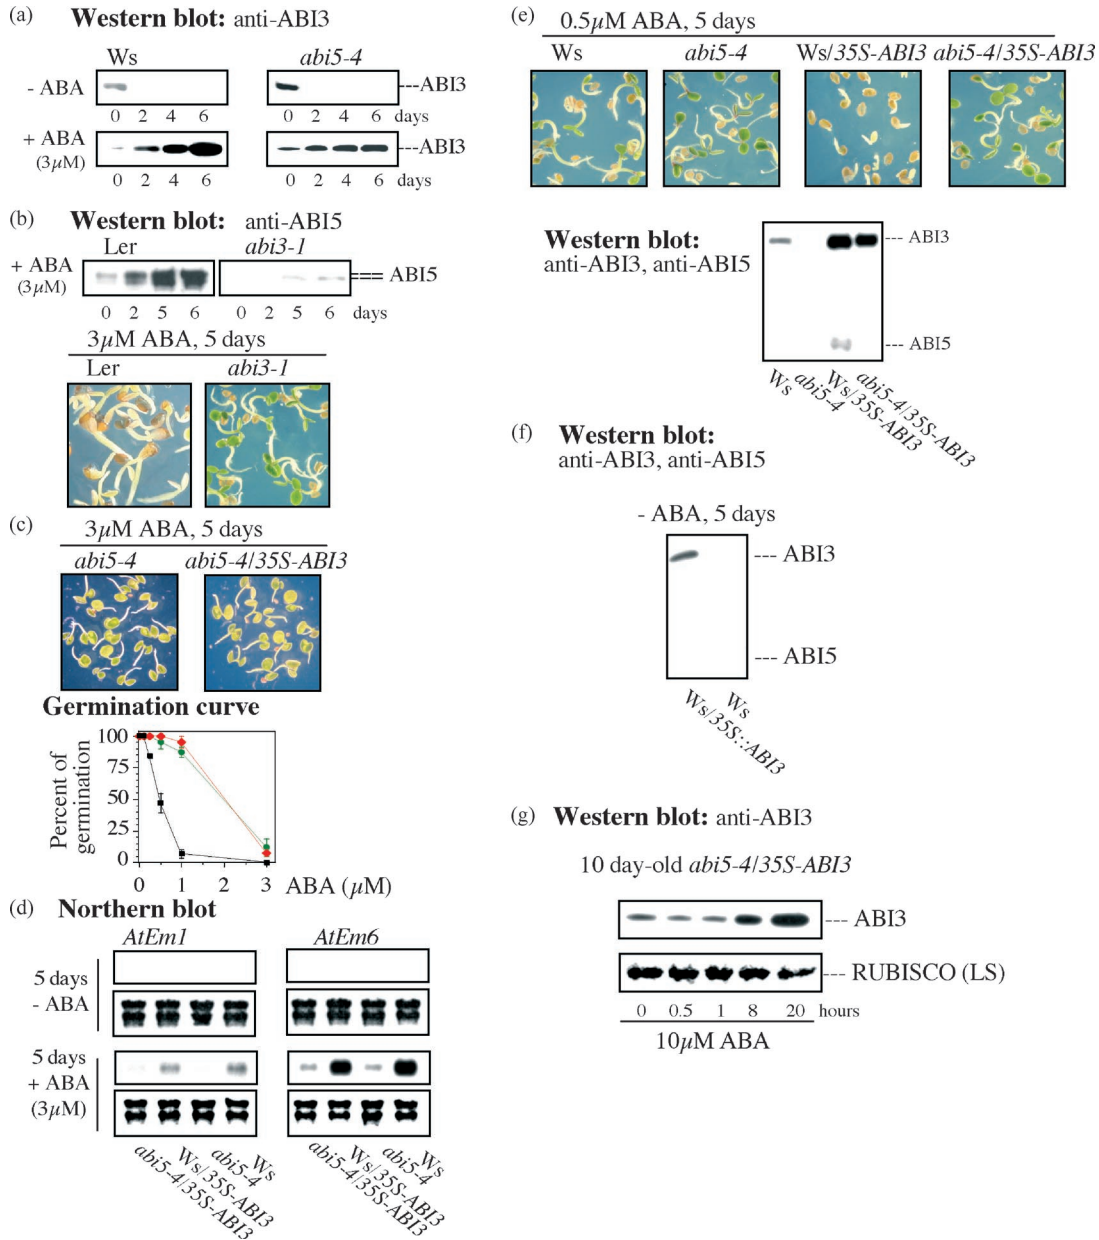 (a) Western blot: anti-ABI3
Ws abi5-4
- ABA ---ABI3
0 2 4 6 0 2 4 6 days
+ ABA ---ABI3
(3μM)
0 2 4 6 0 2 4 6 days
(b) Western blot: anti-ABI5
Ler abi3-1
+ ABA === ABI5
(3μM)
0 2 5 6 0 2 5 6 days
3μM ABA, 5 days
Ler abi3-1
(c) 3μM ABA, 5 days
abi5-4 abi5-4/35S-ABI3
Germination curve
Percent of
germination
100
75
50
25
0
0 1 2 3 ABA (μM)
(d) Northern blot
AtEm1 AtEm6
5 days
- ABA
5 days
+ ABA
(3μM)
abi5-4/35S-ABI3
Ws/35S-ABI3
abi5-4
Ws
abi5-4/35S-ABI3
Ws/35S-ABI3
abi5-4
Ws
(e) 0.5μM ABA, 5 days
Ws abi5-4 Ws/35S-ABI3 abi5-4/35S-ABI3
Western blot:
anti-ABI3, anti-ABI5
--- ABI3
--- ABI5
Ws
abi5-4
Ws/35S-ABI3
abi5-4/35S-ABI3
(f) Western blot:
anti-ABI3, anti-ABI5
- ABA, 5 days
--- ABI3
--- ABI5
Ws/35S::ABI3
Ws
(g) Western blot: anti-ABI3
10 day-old abi5-4/35S-ABI3
--- ABI3
--- RUBISCO (LS)
0 0.5 1 8 20 hours
10μM ABA